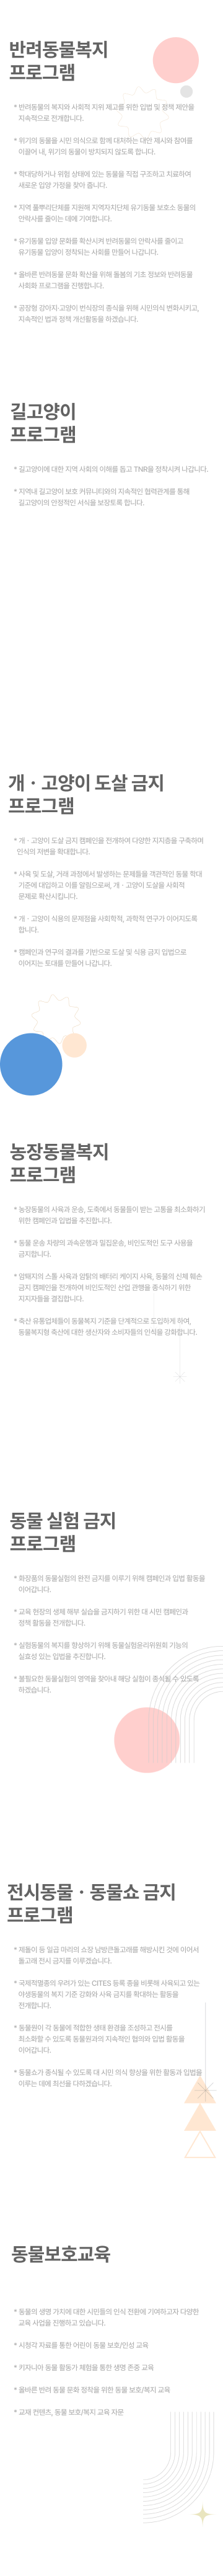 반려동물복지
프로그램
* 반려동물의 복지와 사회적 지위 제고를 위한 입법 및 정책 제안을
지속적으로 전개합니다.
* 위기의 동물을 시민 의식으로 함께 대처하는 대안 제시와 참여를
이끌어 내, 위기의 동물이 방치되지 않도록 합니다.
* 학대당하거나 위험 상태에 있는 동물을 직접 구조하고 치료하여
새로운 입양 가정을 찾아 줍니다.
* 지역 풀뿌리단체를 지원해 지역자치단체 유기동물 보호소 동물의
안락사를 줄이는 데에 기여합니다.
* 유기동물 입양 문화를 확산시켜 반려동물의 안락사를 줄이고
유기동물 입양이 정착되는 사회를 만들어 나갑니다.
* 올바른 반려동물 문화 확산을 위해 돌봄의 기초 정보와 반려동물
사회화 프로그램을 진행합니다.
* 공장형 강아지·고양이 번식장의 종식을 위해 시민의식 변화시키고,
지속적인 법과 정책 개선활동을 하겠습니다.
길고양이
프로그램
* 길고양이에 대한 지역 사회의 이해를 돕고 TNR을 정착시켜 나갑니다.
* 지역내 길고양이 보호 커뮤니티와의 지속적인 협력관계를 통해
길고양이의 안정적인 서식을 보장토록 합니다.
개 · 고양이 도살 금지
프로그램
* 개 · 고양이 도살 금지 캠페인을 전개하여 다양한 지지층을 구축하며
인식의 저변을 확대합니다.
* 사육 및 도살, 거래 과정에서 발생하는 문제들을 객관적인 동물 학대
기준에 대입하고 이를 알림으로써, 개 · 고양이 도살을 사회적
문제로 확산시킵니다.
* 개 · 고양이 식용의 문제점을 사회학적, 과학적 연구가 이어지도록
합니다.
* 캠페인과 연구의 결과를 기반으로 도살 및 식용 금지 입법으로
이어지는 토대를 만들어 나갑니다.
농장동물복지
프로그램
* 농장동물의 사육과 운송, 도축에서 동물들이 받는 고통을 최소화하기
위한 캠페인과 입법을 추진합니다.
* 동물 운송 차량의 과속운행과 밀집운송, 비인도적인 도구 사용을
금지합니다.
* 암퇘지의 스톨 사육과 암탉의 배터리 케이지 사육, 동물의 신체 훼손
금지 캠페인을 전개하여 비인도적인 산업 관행을 종식하기 위한
지지자들을 결집합니다.
* 축산 유통업체들이 동물복지 기준을 단계적으로 도입하게 하며,
동물복지형 축산에 대한 생산자와 소비자들의 인식을 강화합니다.
동물 실험 금지
프로그램
* 화장품의 동물실험의 완전 금지를 이루기 위해 캠페인과 입법 활동을
이어갑니다.
* 교육 현장의 생체 해부 실습을 금지하기 위한 대 시민 캠페인과
정책 활동을 전개합니다.
* 실험동물의 복지를 향상하기 위해 동물실험윤리위원회 기능의
실효성 있는 입법을 추진합니다.
* 불필요한 동물실험의 영역을 찾아내 해당 실험이 종식될 수 있도록
하겠습니다.
전시동물 · 동물쇼 금지
프로그램
* 제돌이 등 일곱 마리의 쇼장 남방큰돌고래를 해방시킨 것에 이어서
돌고래 전시 금지를 이루겠습니다.
* 국제적멸종의 우려가 있는 CITES 등록 종을 비롯해 사육되고 있는
야생동물의 복지 기준 강화와 사육 금지를 확대하는 활동을
전개합니다.
* 동물원이 각 동물에 적합한 생태 환경을 조성하고 전시를
최소화할 수 있도록 동물원과의 지속적인 협의와 입법 활동을
이어갑니다.
* 동물쇼가 종식될 수 있도록 대 시민 의식 향상을 위한 활동과 입법을
이루는 데에 최선을 다하겠습니다.
동물보호교육
* 동물의 생명 가치에 대한 시민들의 인식 전환에 기여하고자 다양한
교육 사업을 진행하고 있습니다.
* 시청각 자료를 통한 어린이 동물 보호/인성 교육
* 키자니아 동물 활동가 체험을 통한 생명 존중 교육
* 올바른 반려 동물 문화 정착을 위한 동물 보호/복지 교육
* 교재 컨텐츠, 동물 보호/복지 교육 자문